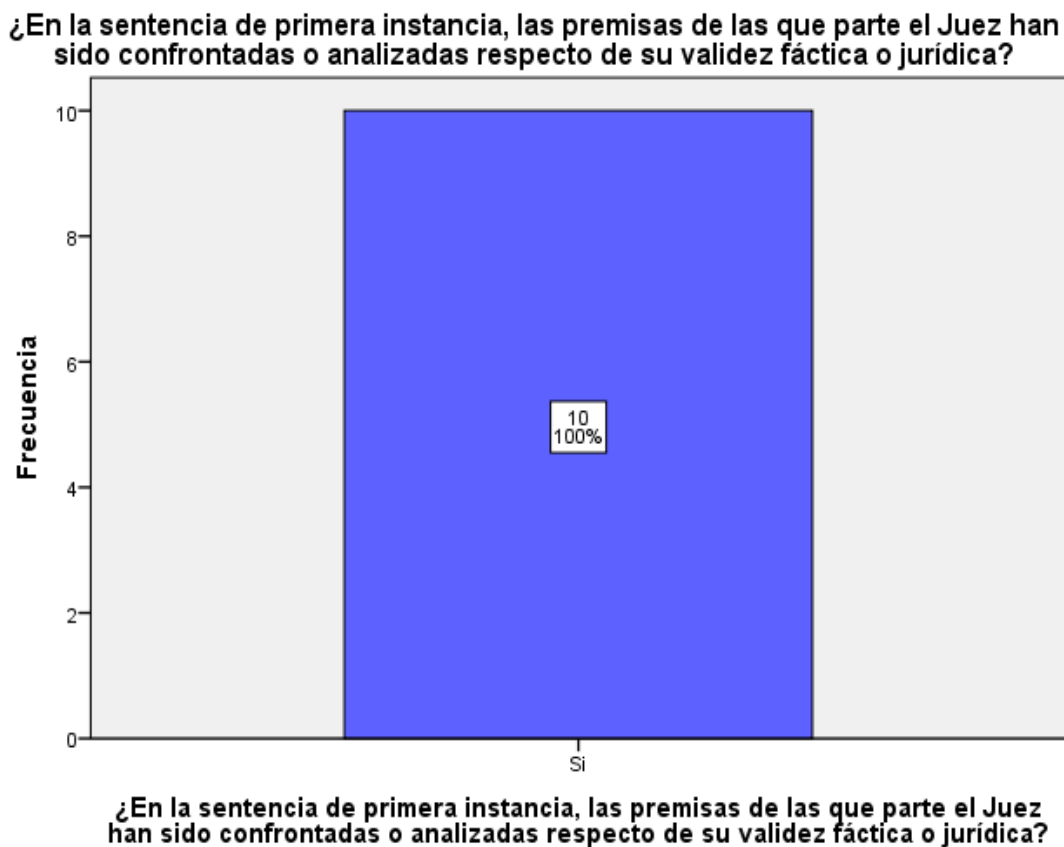 ¿En la sentencia de primera instancia, las premisas de las que parte el Juez han
sido confrontadas o analizadas respecto de su validez fáctica o jurídica?
10
8
6
4
2
0
Frecuencia
10
100%
Si
¿En la sentencia de primera instancia, las premisas de las que parte el Juez
han sido confrontadas o analizadas respecto de su validez fáctica o jurídica?